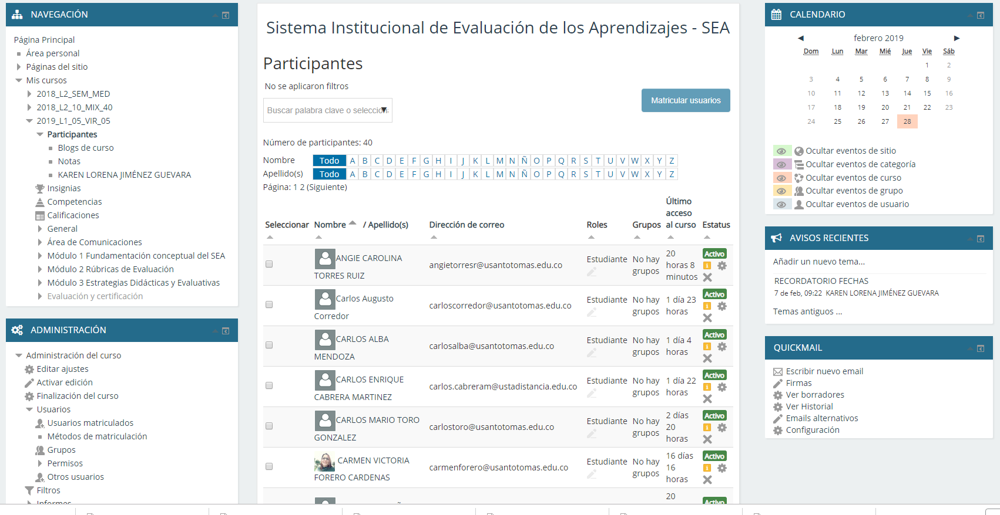 NAVEGACIÓN
Página Principal
Área personal
Páginas del sitio
Mis cursos
2018_L2_SEM_MED
2018_L2_10_MIX_40
2019_L1_05_VIR_05
Participantes
Blogs de curso
Notas
KAREN LORENA JIMÉNEZ GUEVARA
Insignias
Competencias
Calificaciones
General
Área de Comunicaciones
Módulo 1 Fundamentación conceptual del SEA
Módulo 2 Rúbricas de Evaluación
Módulo 3 Estrategias Didácticas y Evaluativas
Evaluación y certificación
ADMINISTRACIÓN
Administración del curso
Editar ajustes
Activar edición
Finalización del curso
Usuarios
Usuarios matriculados
Métodos de matriculación
Grupos
Permisos
Otros usuarios
Filtros
Informes
Sistema Institucional de Evaluación de los Aprendizajes - SEA
Participantes
No se aplicaron filtros
Buscar palabra clave o selecci
Matricular usuarios
Número de participantes: 40
Nombre Todo A B C D E F G H I J K L M N Ñ O P Q R S T U V W X Y Z
Apellido(s) Todo A B C D E F G H I J K L M N Ñ O P Q R S T U V W X Y Z
Página: 1 2 (Siguiente)
Seleccionar Nombre / Apellido(s) Dirección de correo Roles Grupos Último acceso al curso Estatus
ANGIE CAROLINA TORRES RUIZ angietorresr@usantotomas.edu.co Estudiante No hay grupos 20 horas 8 minutos Activo
Carlos Augusto Corredor carloscorredor@usantotomas.edu.co Estudiante No hay grupos 1 día 23 horas Activo
CARLOS ALBA MENDOZA carlosalba@usantotomas.edu.co Estudiante No hay grupos 1 día 4 horas Activo
CARLOS ENRIQUE CABRERA MARTINEZ carlos.cabreram@ustadistancia.edu.co Estudiante No hay grupos 1 día 22 horas Activo
CARLOS MARIO TORO GONZALEZ carlostoro@usantotomas.edu.co Estudiante No hay grupos 2 días 20 horas Activo
CARMEN VICTORIA FORERO CARDENAS carmenforero@usantotomas.edu.co Estudiante No hay grupos 16 días 16 horas Activo
20 Activo
CALENDARIO
◄ febrero 2019 ►
Dom Lun Mar Mié Jue Vie Sáb
1 2
3 4 5 6 7 8 9
10 11 12 13 14 15 16
17 18 19 20 21 22 23
24 25 26 27 28
Ocultar eventos de sitio
Ocultar eventos de categoría
Ocultar eventos de curso
Ocultar eventos de grupo
Ocultar eventos de usuario
AVISOS RECIENTES
Añadir un nuevo tema...
RECORDATORIO FECHAS
7 de feb, 09:22 KAREN LORENA JIMÉNEZ GUEVARA
Temas antiguos ...
QUICKMAIL
Escribir nuevo email
Firmas
Ver borradores
Ver Historial
Emails alternativos
Configuración